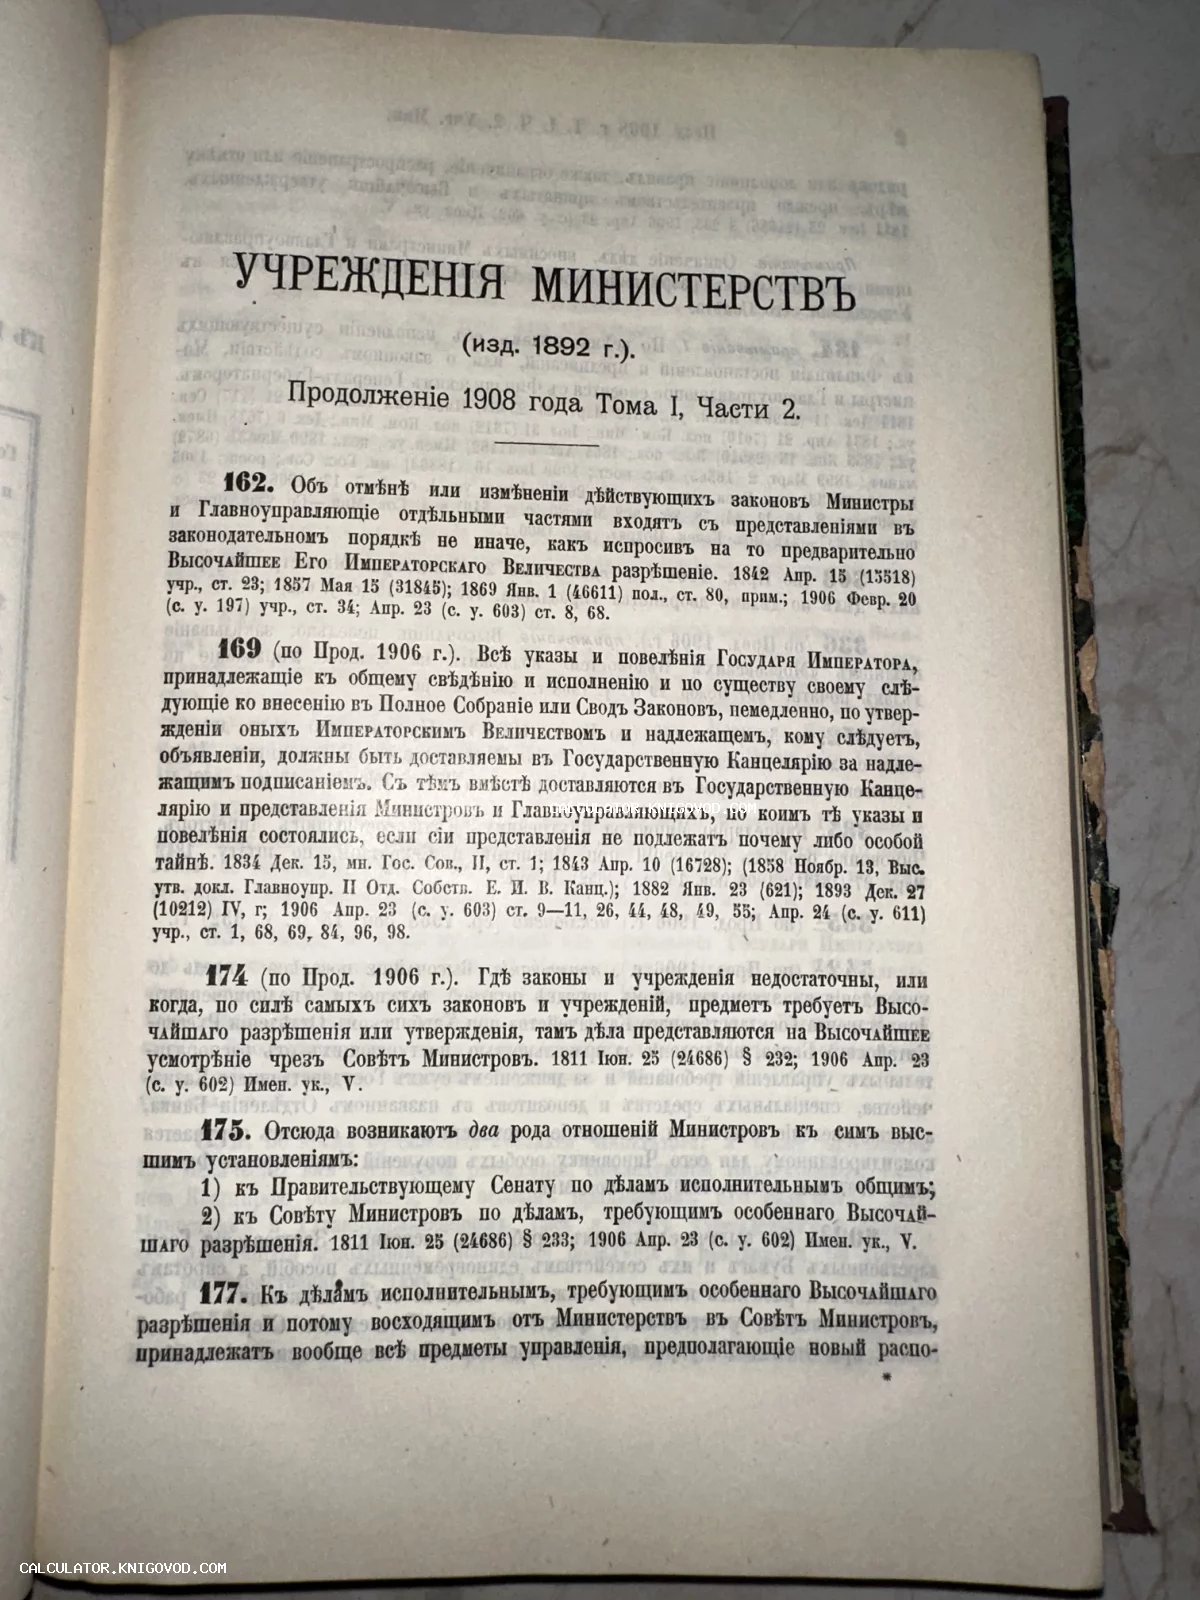 УЧРЕЖДЕНІЯ МИНИСТЕРСТВЪ
(изд. 1892 г.).
Продолженіе 1908 года Тома I, Части 2.
162. Объ отмѣнѣ или измѣненіи дѣйствующихъ законовъ Министры
и Главноуправляющіе отдѣльными частями входятъ съ представленіями въ
законодательномъ порядкѣ не иначе, какъ испросивъ на то предварительно
Высочайшее Его Императорскаго Величества разрѣшеніе. 1842 Апр. 15 (15518)
учр., ст. 23; 1857 Мая 15 (31845); 1869 Янв. 1 (46611) пол., ст. 80, прим.; 1906 Февр. 20
(с. у. 197) учр., ст. 34; Апр. 23 (с. у. 603) ст. 8, 68.
169 (по Прод. 1906 г.). Всѣ указы и повелѣнія Государя Императора,
принадлежащіе къ общему свѣдѣнію и исполненію и по существу своему слѣ-
дующіе ко внесенію въ Полное Собраніе или Сводъ Законовъ, немедленно, по утвер-
жденіи оныхъ Императорскимъ Величествомъ и надлежащемъ, кому слѣдуетъ,
объявленіи, должны быть доставляемы въ Государственную Канцелярію за надле-
жащимъ подписаніемъ. Съ тѣмъ вмѣстѣ доставляются въ Государственную Канце-
лярію и представленія Министровъ и Главноуправляющихъ, по коимъ тѣ указы и
повелѣнія состоялись, если сіи представленія не подлежатъ почему либо особой
тайнѣ. 1834 Дек. 15, мн. Гос. Сов., II, ст. 1; 1843 Апр. 10 (16728); (1858 Ноябр. 13, Выс.
утв. докл. Главноупр. II Отд. Собств. Е. И. В. Канц.); 1882 Янв. 23 (621); 1893 Дек. 27
(10212) IV, г; 1906 Апр. 23 (с. у. 603) ст. 9—11, 26, 44, 48, 49, 55; Апр. 24 (с. у. 611)
учр., ст. 1, 68, 69, 84, 96, 98.
174 (по Прод. 1906 г.). Гдѣ законы и учрежденія недостаточны, или
когда, по силѣ самыхъ сихъ законовъ и учрежденій, предметъ требуетъ Высо-
чайшаго разрѣшенія или утвержденія, тамъ дѣла представляются на Высочайшее
усмотрѣніе чрезъ Совѣтъ Министровъ. 1811 Іюн. 25 (24686) § 232; 1906 Апр. 23
(с. у. 602) Имен. ук., V.
175. Отсюда возникаютъ два рода отношеній Министровъ къ симъ выс-
шимъ установленіямъ:
1) къ Правительствующему Сенату по дѣламъ исполнительнымъ общимъ;
2) къ Совѣту Министровъ по дѣламъ, требующимъ особеннаго Высочай-
шаго разрѣшенія. 1811 Іюн. 25 (24686) § 233; 1906 Апр. 23 (с. у. 602) Имен. ук., V.
177. Къ дѣламъ исполнительнымъ, требующимъ особеннаго Высочайшаго
разрѣшенія и потому восходящимъ отъ Министерствъ въ Совѣтъ Министровъ,
принадлежатъ вообще всѣ предметы управленія, предполагающіе новый распо-
*
CALCULATOR.KNIGOVOD.COM
CALCULATOR.KNIGOVOD.COM